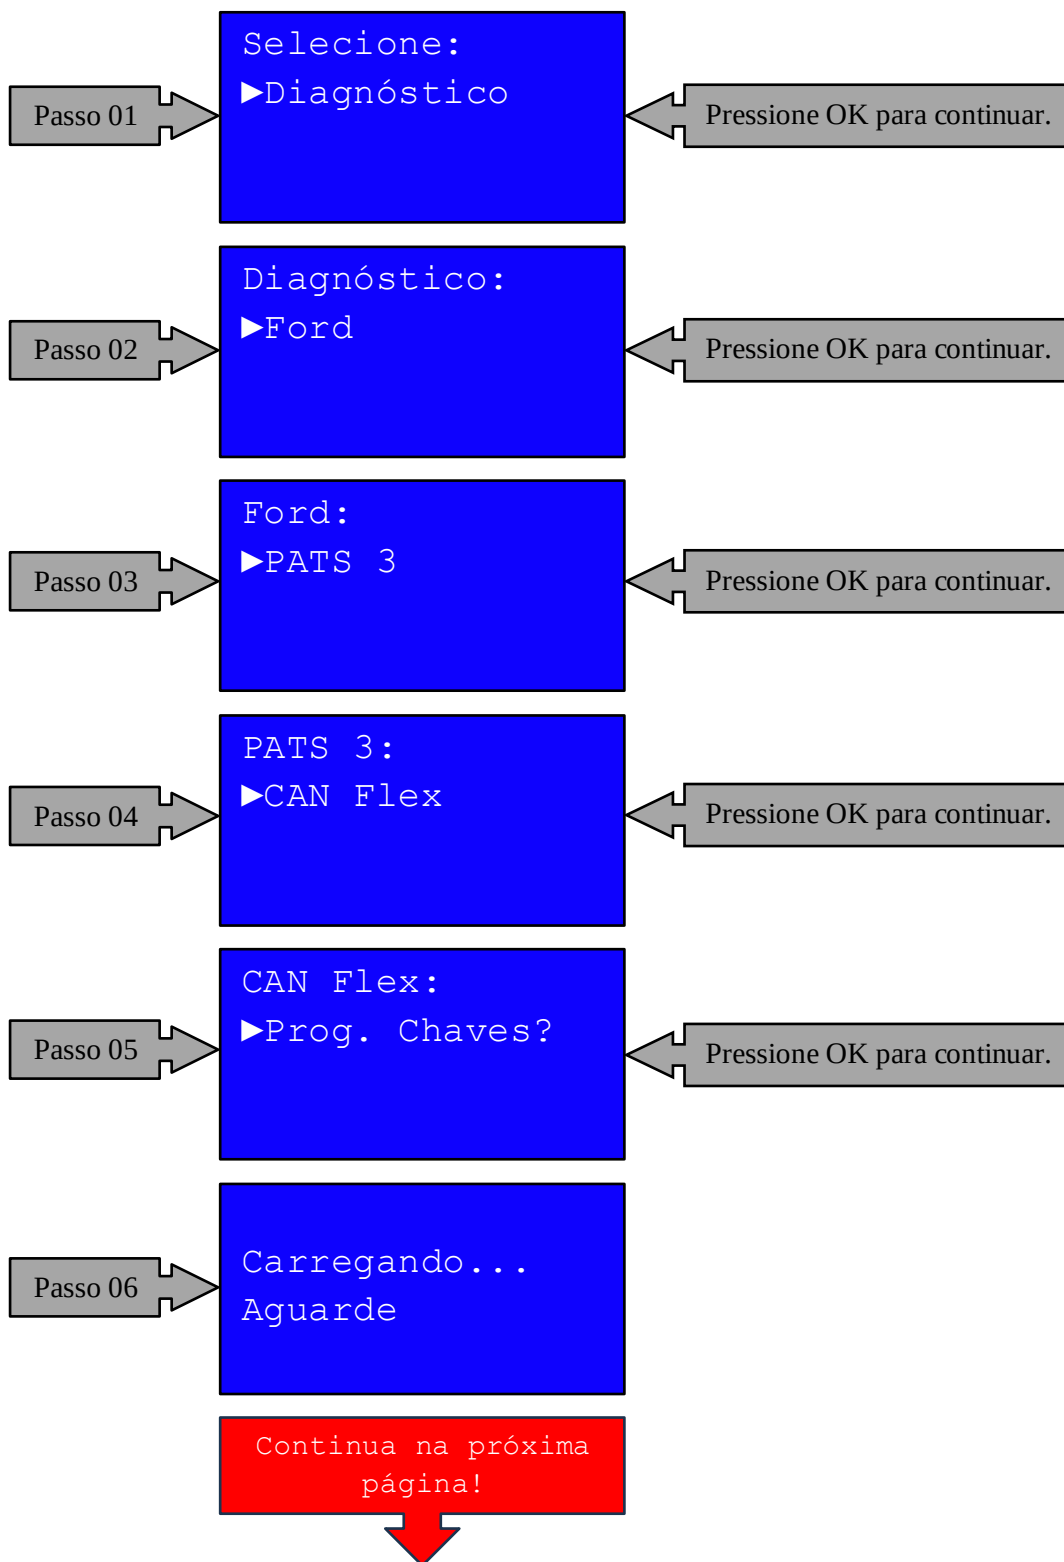 Selecione:
►Diagnóstico
Passo 01
Pressione OK para continuar.
Diagnóstico:
►Ford
Passo 02
Pressione OK para continuar.
Ford:
►PATS 3
Passo 03
Pressione OK para continuar.
PATS 3:
►CAN Flex
Passo 04
Pressione OK para continuar.
CAN Flex:
►Prog. Chaves?
Passo 05
Pressione OK para continuar.
Carregando...
Aguarde
Passo 06
Continua na próxima
página!